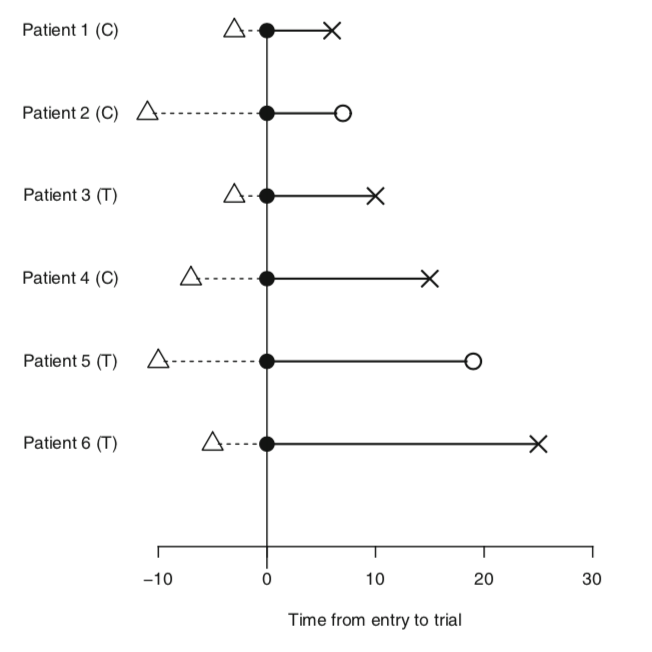 Patient 1 (C)
Patient 2 (C)
Patient 3 (T)
Patient 4 (C)
Patient 5 (T)
Patient 6 (T)
−10 0 10 20 30
Time from entry to trial